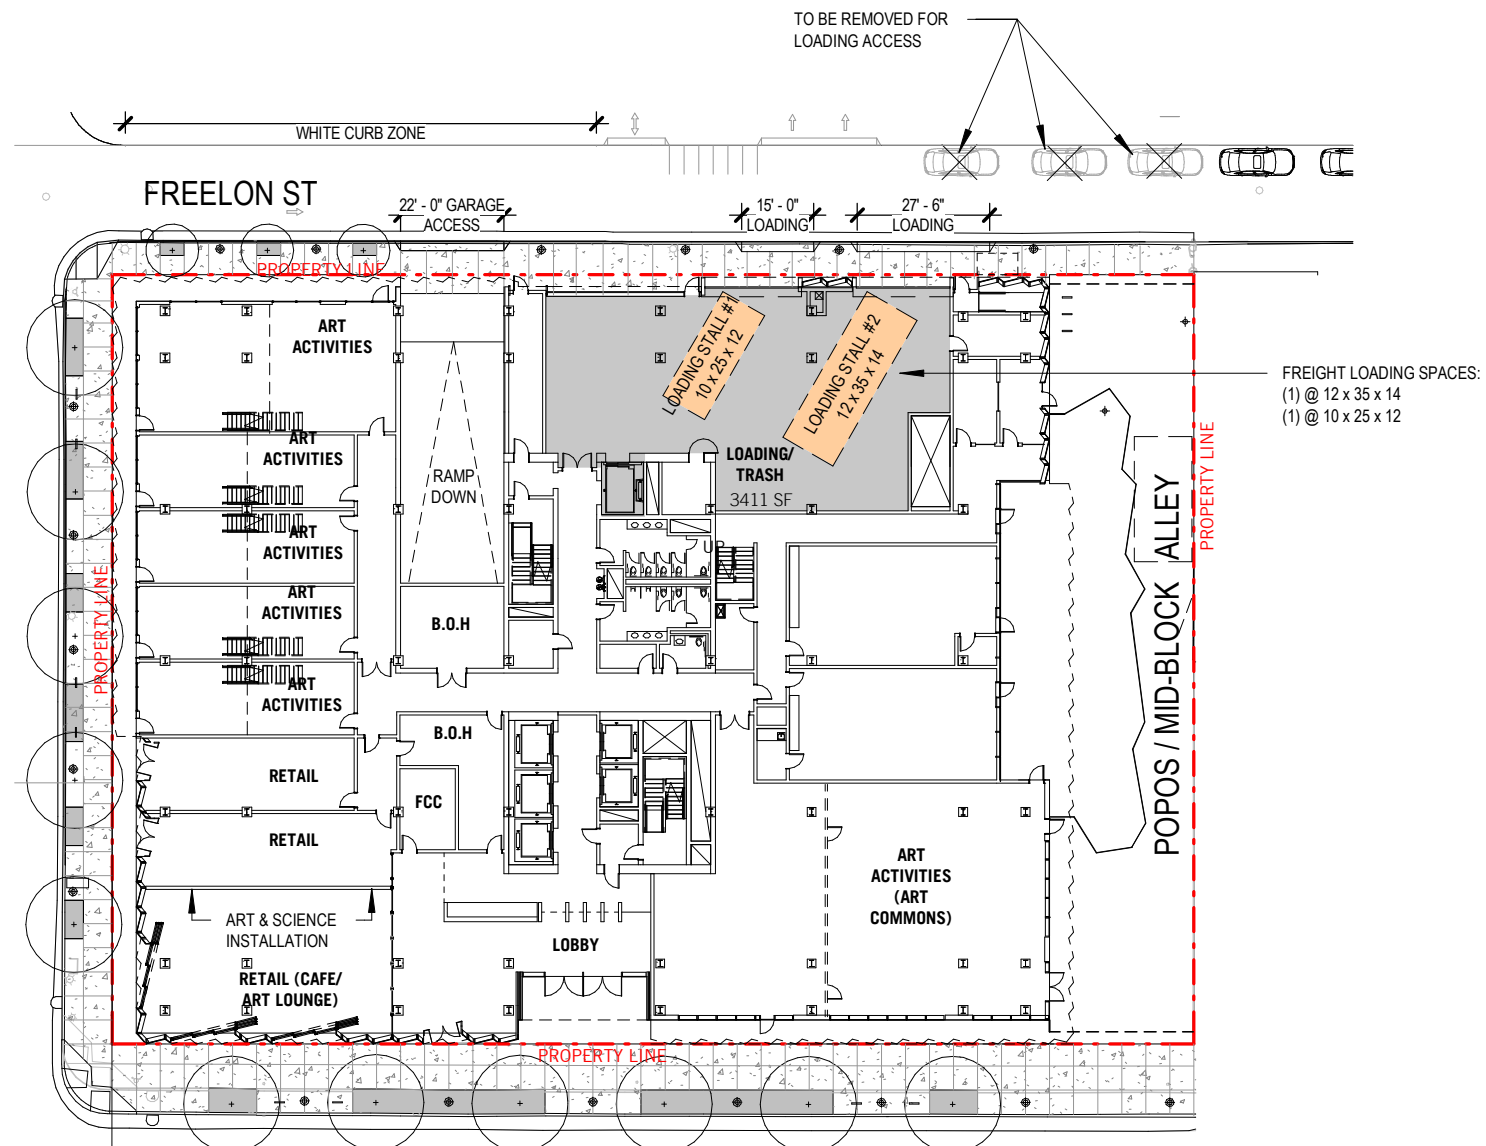 TO BE REMOVED FOR
LOADING ACCESS
WHITE CURB ZONE
FREELON ST
22' - 0" GARAGE
ACCESS
15' - 0"
LOADING
27' - 6"
LOADING
PROPERTY LINE
ART
ACTIVITIES
LOADING STALL #1
10 x 25 x 12
LOADING STALL #2
12 x 35 x 14
FREIGHT LOADING SPACES:
(1) @ 12 x 35 x 14
(1) @ 10 x 25 x 12
ART
ACTIVITIES
RAMP
DOWN
LOADING/
TRASH
3411 SF
PROPERTY LINE
POPOS / MID-BLOCK ALLEY
ART
ACTIVITIES
PROPERTY LINE
ART
ACTIVITIES
B.O.H
ART
ACTIVITIES
B.O.H
RETAIL
FCC
RETAIL
ART
ACTIVITIES
(ART
COMMONS)
ART & SCIENCE
INSTALLATION
LOBBY
RETAIL (CAFE/
ART LOUNGE)
PROPERTY LINE